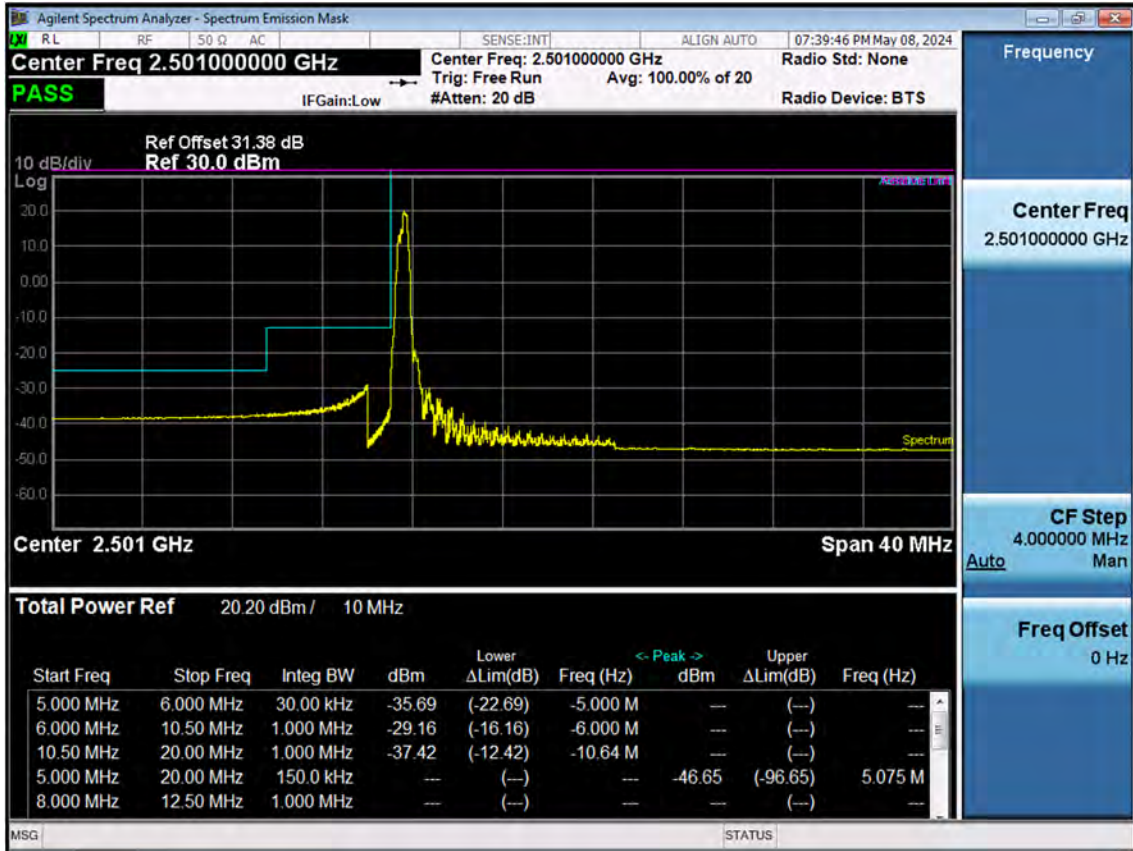 Agilent Spectrum Analyzer - Spectrum Emission Mask
LXI RL RF 50 Ω AC SENSE:INT ALIGN AUTO 07:39:46 PM May 08, 2024
Center Freq 2.501000000 GHz
Center Freq: 2.501000000 GHz
Radio Std: None
Trig: Free Run Avg: 100.00% of 20
PASS
IFGain:Low
#Atten: 20 dB
Radio Device: BTS
Ref Offset 31.38 dB
10 dB/div Ref 30.0 dBm
Log
Absolute Limit
20.0
10.0
0.00
-10.0
-20.0
-30.0
-40.0
Spectrum
-50.0
-60.0
Center 2.501 GHz Span 40 MHz
Total Power Ref 20.20 dBm / 10 MHz
Lower <- Peak -> Upper
Start Freq Stop Freq Integ BW dBm ΔLim(dB) Freq (Hz) dBm ΔLim(dB) Freq (Hz)
5.000 MHz 6.000 MHz 30.00 kHz -35.69 (-22.69) -5.000 M --- (---) ---
6.000 MHz 10.50 MHz 1.000 MHz -29.16 (-16.16) -6.000 M --- (---) ---
10.50 MHz 20.00 MHz 1.000 MHz -37.42 (-12.42) -10.64 M --- (---) ---
5.000 MHz 20.00 MHz 150.0 kHz --- (---) --- -46.65 (-96.65) 5.075 M
8.000 MHz 12.50 MHz 1.000 MHz --- (---) --- --- (---) ---
MSG STATUS
Frequency
Center Freq
2.501000000 GHz
CF Step
4.000000 MHz
Auto Man
Freq Offset
0 Hz